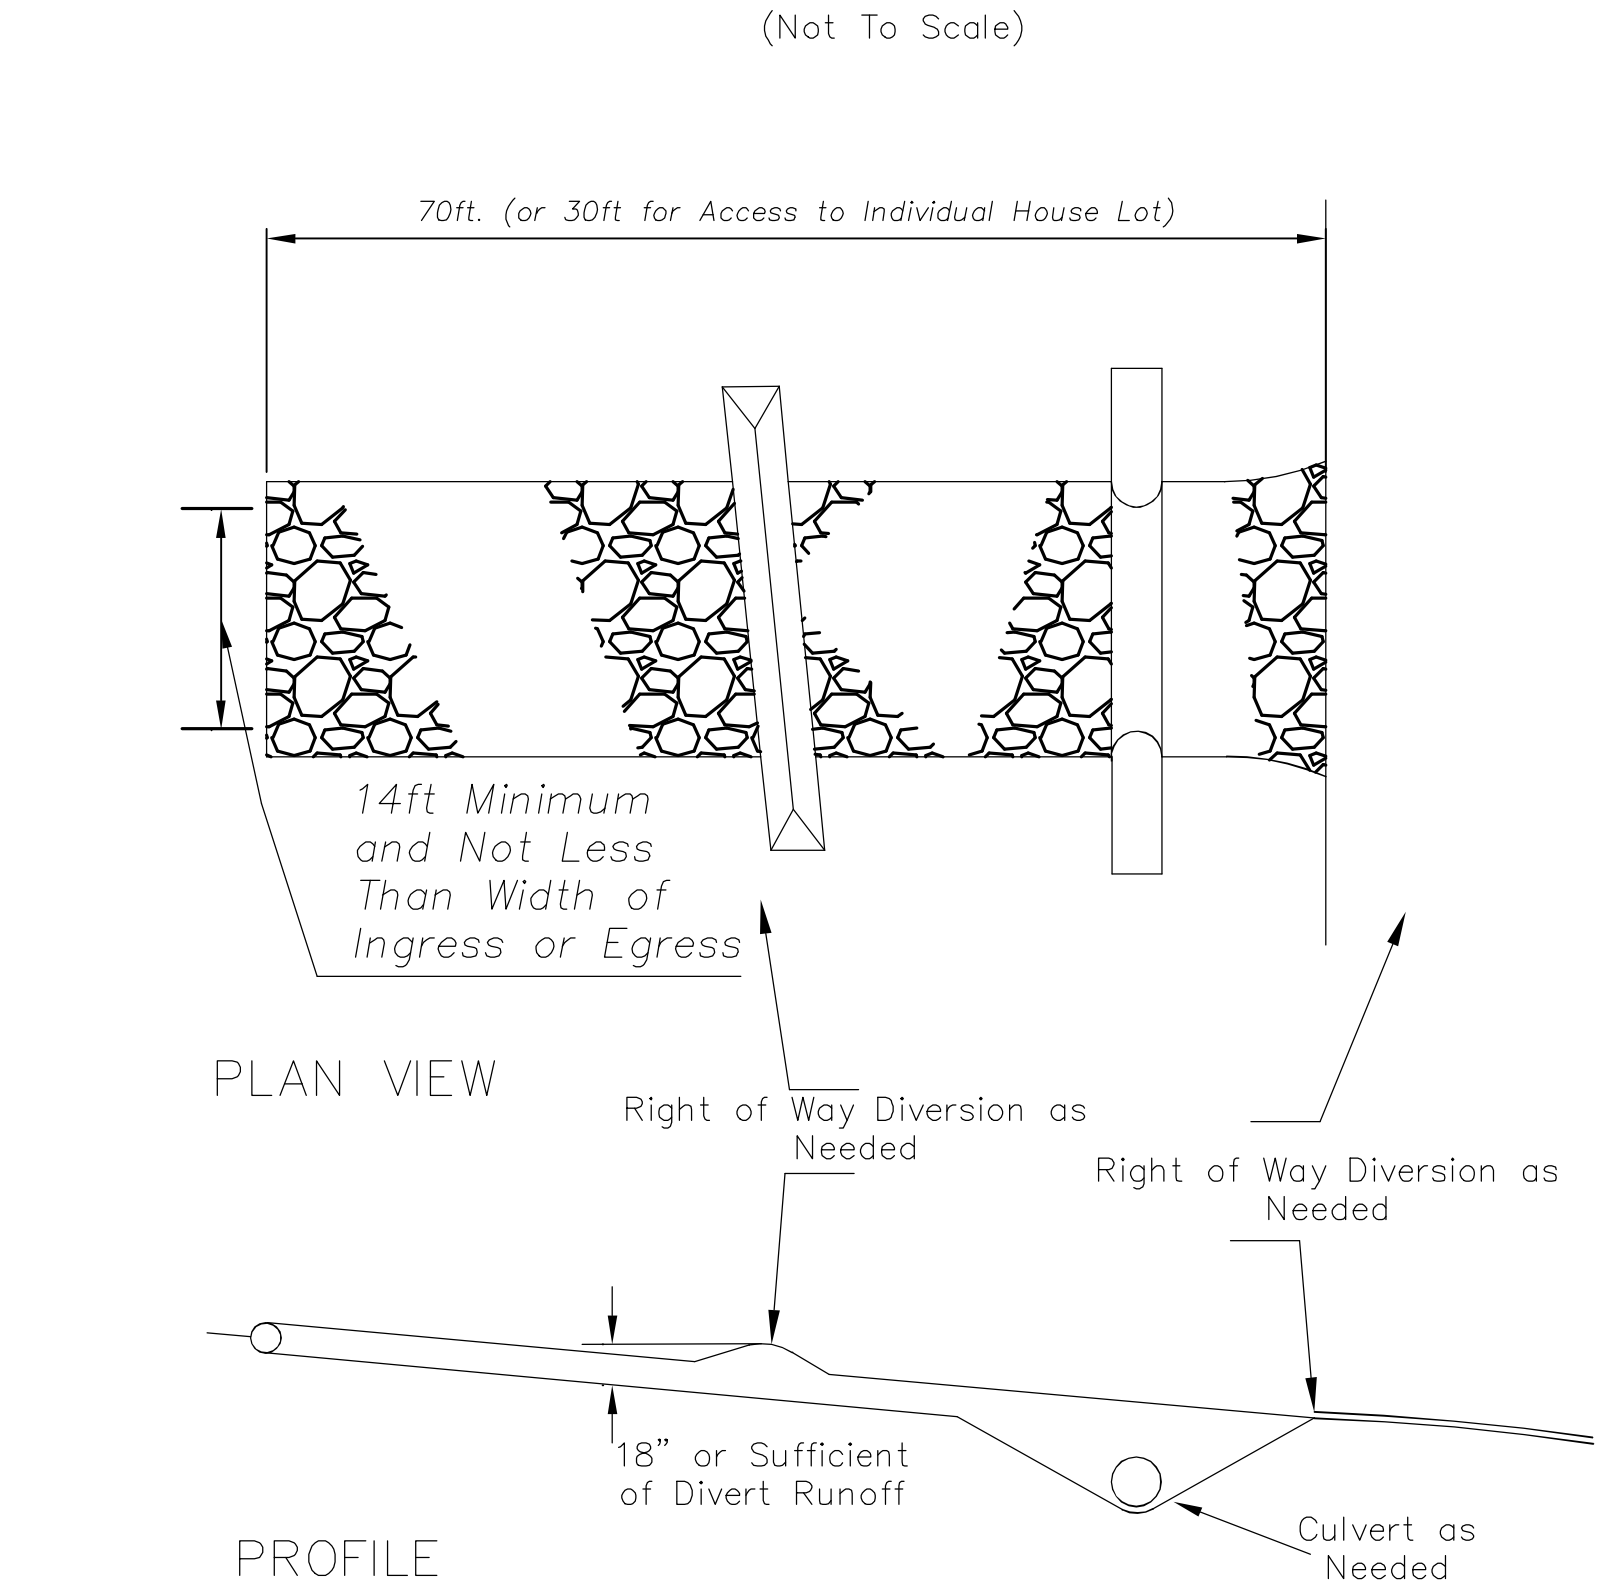 (Not To Scale)
70ft. (or 30ft for Access to Individual House Lot)
14ft Minimum
and Not Less
Than Width of
Ingress or Egress
PLAN VIEW
Right of Way Diversion as
Needed
Right of Way Diversion as
Needed
18” or Sufficient
of Divert Runoff
Culvert as
Needed
PROFILE